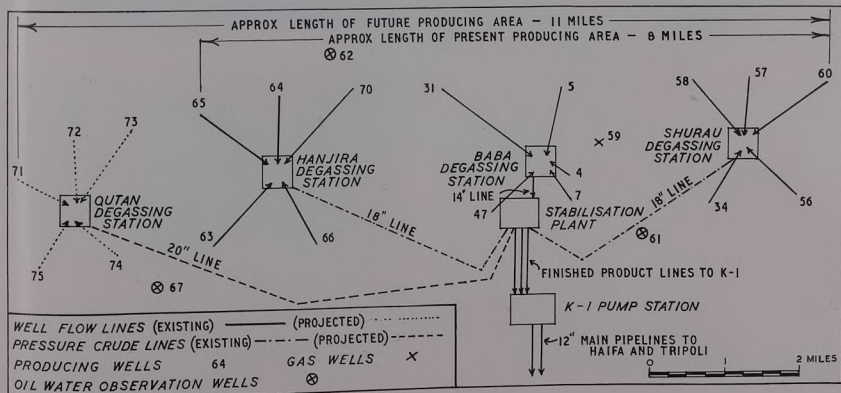 APPROX LENGTH OF FUTURE PRODUCING AREA - 11 MILES
APPROX LENGTH OF PRESENT PRODUCING AREA - 8 MILES
62
64
70
65
31
5
58
57
60
72
73
71
59
HANJIRA
DEGASSING
STATION
BABA
DEGASSING
STATION
SHURAU
DEGASSING
STATION
4
7
47
14" LINE
QUTAN
DEGASSING
STATION
18" LINE
STABILISATION
PLANT
18" LINE
34
56
61
63
66
20" LINE
75
74
67
FINISHED PRODUCT LINES TO K-1
K-1 PUMP STATION
12" MAIN PIPELINES TO
HAIFA AND TRIPOLI
WELL FLOW LINES (EXISTING) (PROJECTED)
PRESSURE CRUDE LINES (EXISTING) (PROJECTED)
PRODUCING WELLS 64 GAS WELLS X
OIL WATER OBSERVATION WELLS
0 1 2 MILES